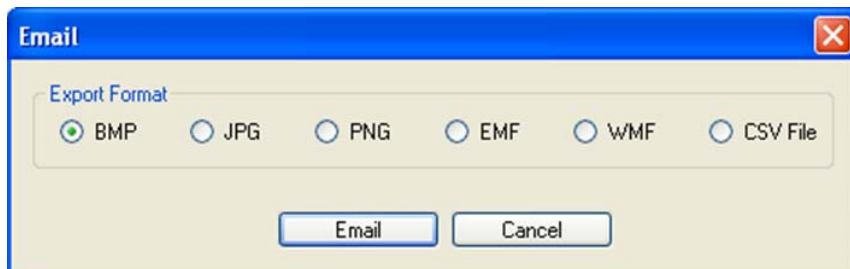 Email
Export Format
BMP JPG PNG EMF WMF CSV File
Email Cancel